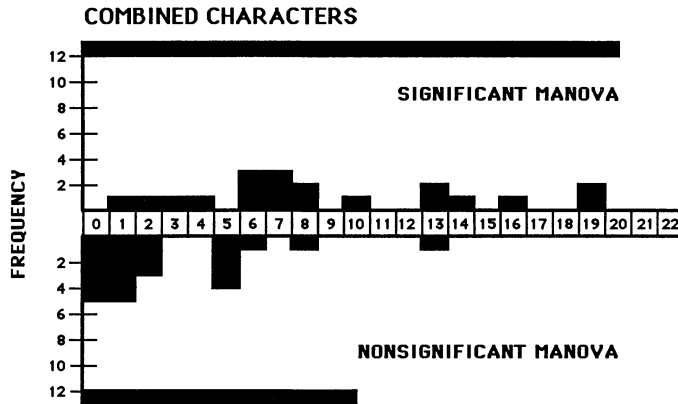 COMBINED CHARACTERS
12
10
SIGNIFICANT MANOVA
8
6
4
2
FREQUENCY
0 1 2 3 4 5 6 7 8 9 10 11 12 13 14 15 16 17 18 19 20 21 22
2
4
6
8
NONSIGNIFICANT MANOVA
10
12